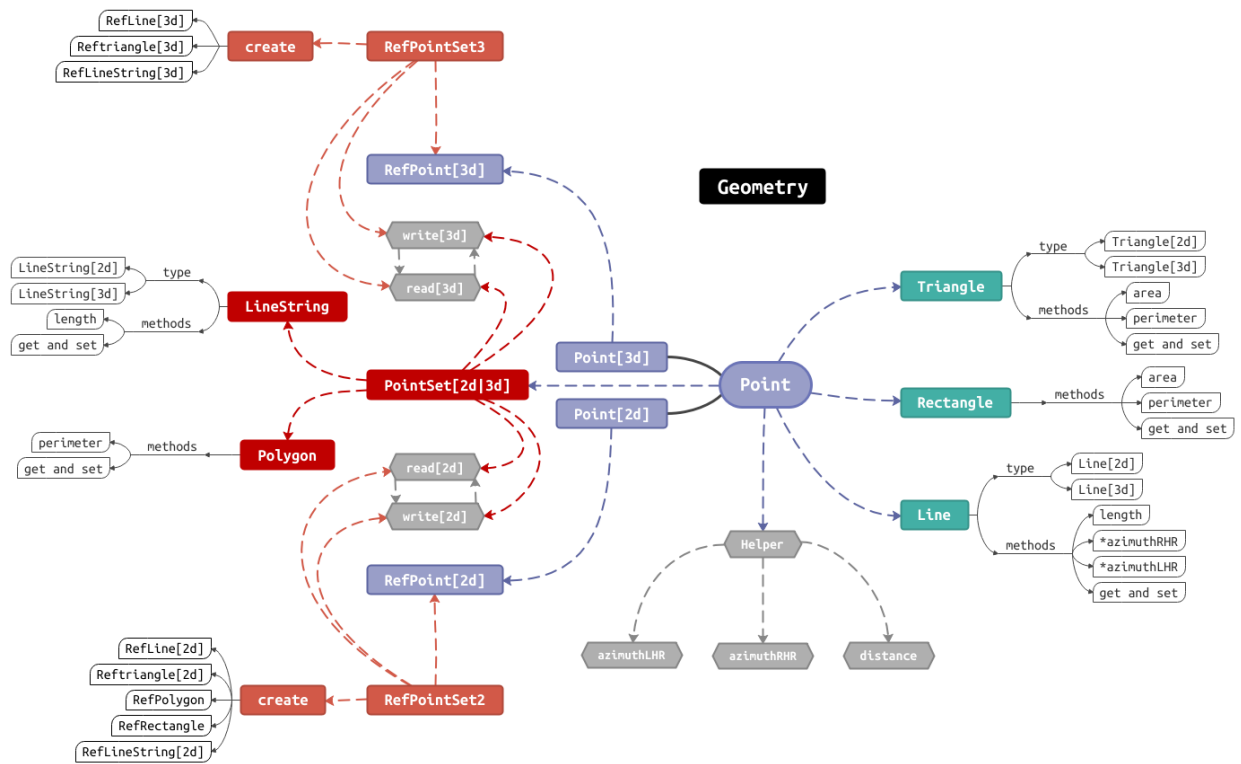 RefLine[3d]
Reftriangle[3d]
RefLineString[3d]
create
RefPointSet3
RefPoint[3d]
Geometry
write[3d]
read[3d]
LineString[2d]
LineString[3d]
type
LineString
length
get and set
methods
PointSet[2d|3d]
perimeter
get and set
methods
Polygon
read[2d]
write[2d]
RefPoint[2d]
RefLine[2d]
Reftriangle[2d]
RefPolygon
RefRectangle
RefLineString[2d]
create
RefPointSet2
Point[3d]
Point[2d]
Point
Helper
azimuthLHR
azimuthRHR
distance
Triangle
type
Triangle[2d]
Triangle[3d]
methods
area
perimeter
get and set
Rectangle
methods
area
perimeter
get and set
Line
type
Line[2d]
Line[3d]
methods
length
*azimuthRHR
*azimuthLHR
get and set